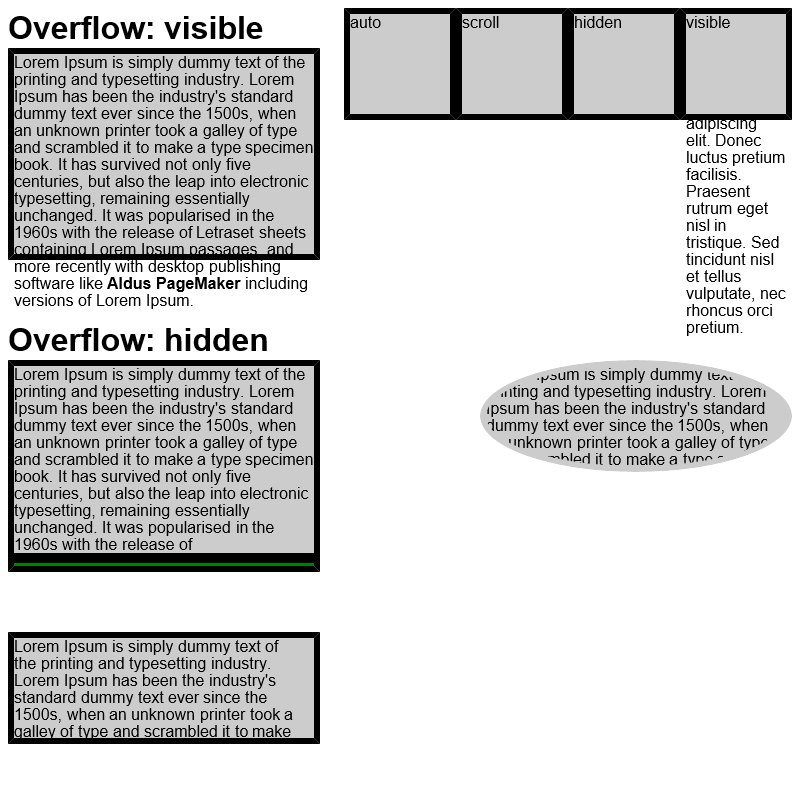 Overflow: visible
Lorem Ipsum is simply dummy text of the
printing and typesetting industry. Lorem
Ipsum has been the industry's standard
dummy text ever since the 1500s, when
an unknown printer took a galley of type
and scrambled it to make a type specimen
book. It has survived not only five
centuries, but also the leap into electronic
typesetting, remaining essentially
unchanged. It was popularised in the
1960s with the release of Letraset sheets
containing Lorem Ipsum passages, and
more recently with desktop publishing
software like Aldus PageMaker including
versions of Lorem Ipsum.
Overflow: hidden
Lorem Ipsum is simply dummy text of the
printing and typesetting industry. Lorem
Ipsum has been the industry's standard
dummy text ever since the 1500s, when
an unknown printer took a galley of type
and scrambled it to make a type specimen
book. It has survived not only five
centuries, but also the leap into electronic
typesetting, remaining essentially
unchanged. It was popularised in the
1960s with the release of
Lorem Ipsum is simply dummy text of
the printing and typesetting industry.
Lorem Ipsum has been the industry's
standard dummy text ever since the
1500s, when an unknown printer took a
galley of type and scrambled it to make
auto
scroll
hidden
visible
adipiscing
elit. Donec
luctus pretium
facilisis.
Praesent
rutrum eget
nisl in
tristique. Sed
tincidunt nisl
et tellus
vulputate, nec
rhoncus orci
pretium.
Ipsum is simply dummy text
printing and typesetting industry. Lorem
Ipsum has been the industry's standard
dummy text ever since the 1500s, when
unknown printer took a galley of type
scrambled it to make a type